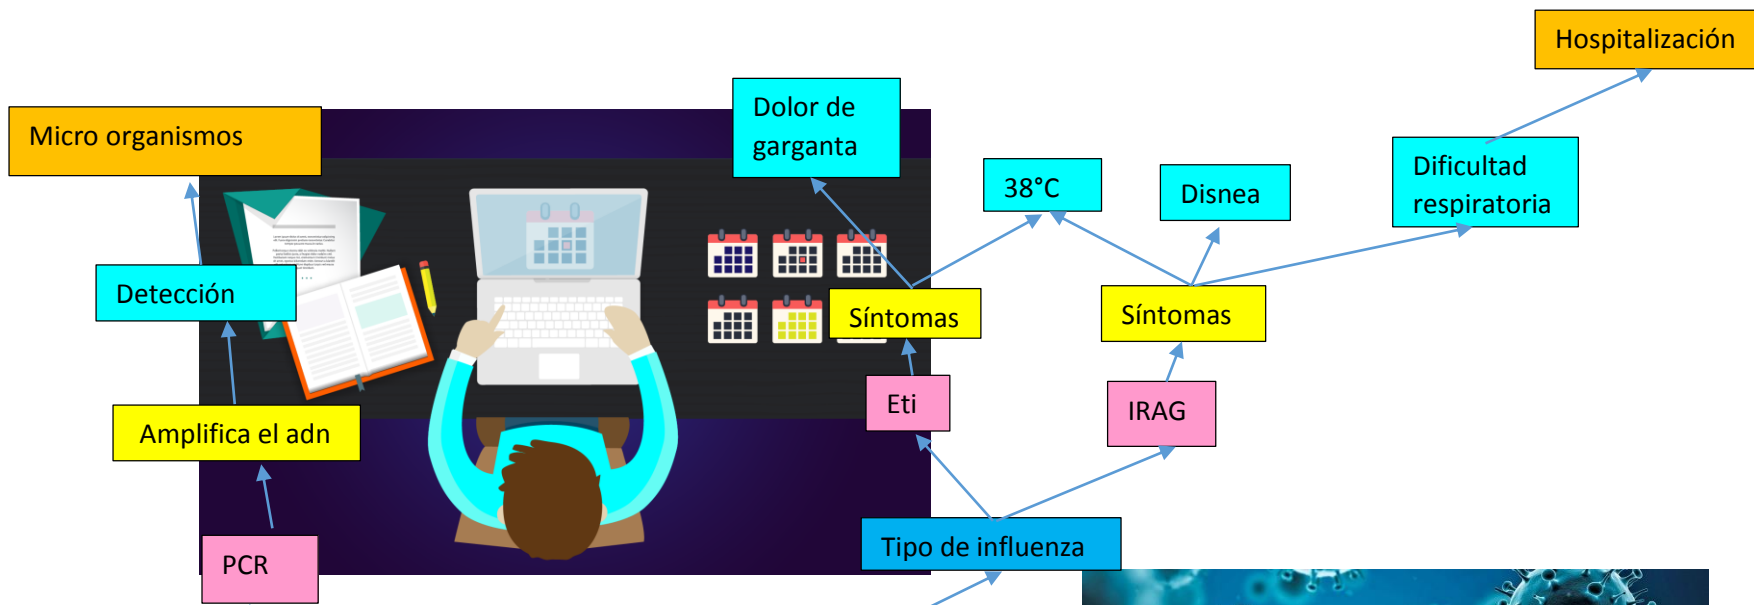 Hospitalización
Micro organismos
Dolor de
garganta
38°C
Disnea
Dificultad
respiratoria
Detección
Síntomas
Síntomas
Amplifica el adn
Eti
IRAG
PCR
Tipo de influenza